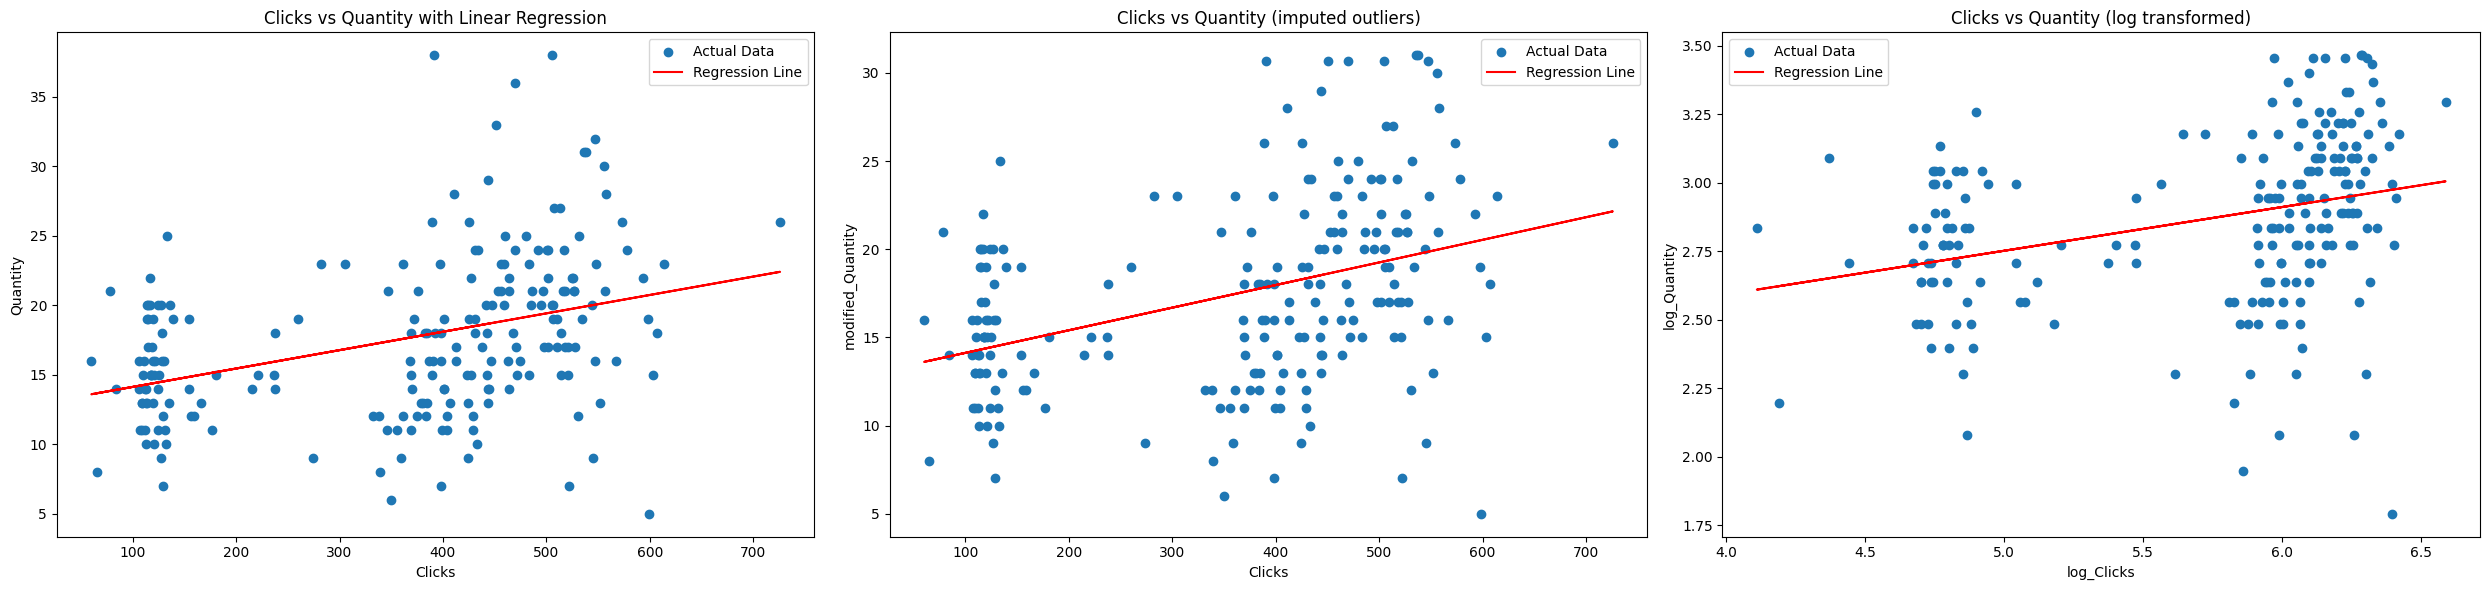 Clicks vs Quantity with Linear Regression
Actual Data
Regression Line
Quantity
35
30
25
20
15
10
5
100 200 300 400 500 600 700
Clicks
Clicks vs Quantity (imputed outliers)
Actual Data
Regression Line
modified_Quantity
30
25
20
15
10
5
100 200 300 400 500 600 700
Clicks
Clicks vs Quantity (log transformed)
Actual Data
Regression Line
log_Quantity
3.50
3.25
3.00
2.75
2.50
2.25
2.00
1.75
4.0 4.5 5.0 5.5 6.0 6.5
log_Clicks